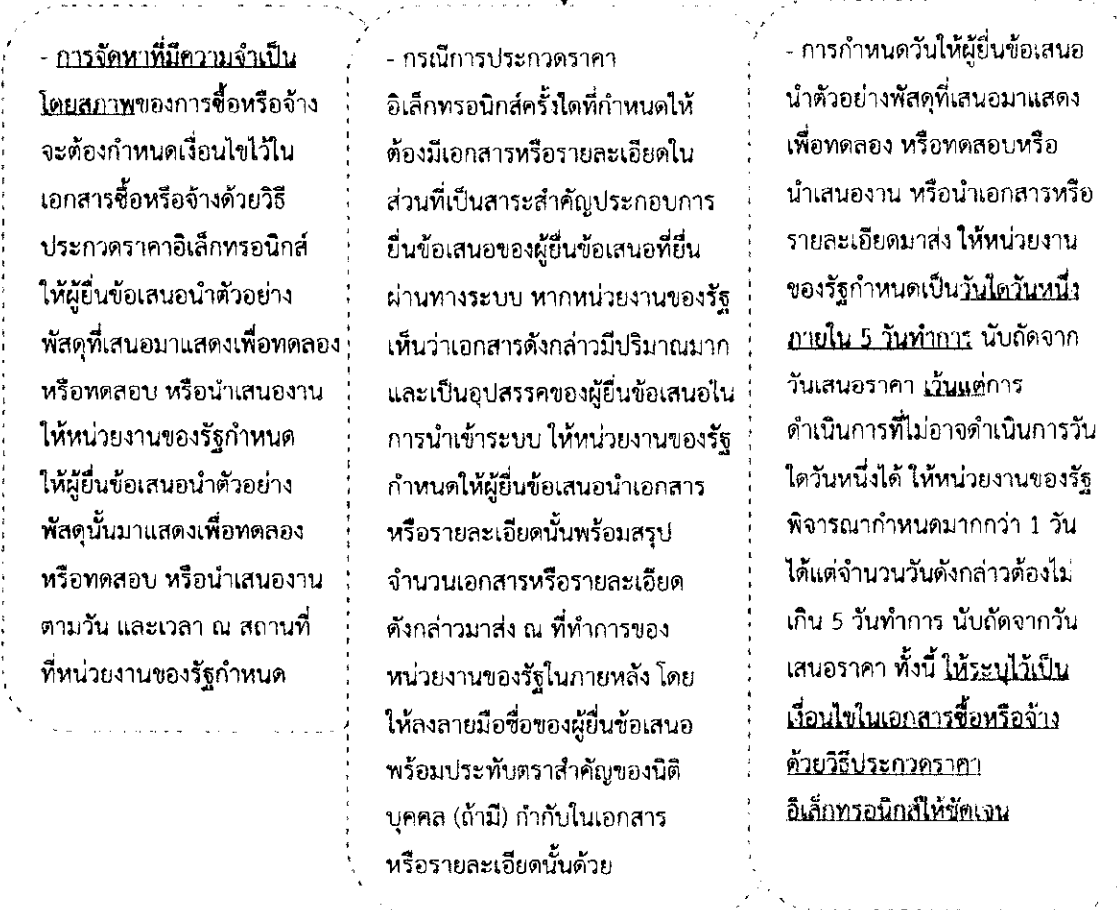 - การจัดหาที่มีความจำเป็น
โดยสภาพของการซื้อหรือจ้าง
จะต้องกำหนดเงื่อนไขไว้ใน
เอกสารซื้อหรือจ้างด้วยวิธี
ประกวดราคาอิเล็กทรอนิกส์
ให้ผู้ยื่นข้อเสนอนำตัวอย่าง
พัสดุที่เสนอมาแสดงเพื่อทดลอง
หรือทดสอบ หรือนำเสนองาน
ให้หน่วยงานของรัฐกำหนด
ให้ผู้ยื่นข้อเสนอนำตัวอย่าง
พัสดุนั้นมาแสดงเพื่อทดลอง
หรือทดสอบ หรือนำเสนองาน
ตามวัน และเวลา ณ สถานที่
ที่หน่วยงานของรัฐกำหนด
- กรณีการประกวดราคา
อิเล็กทรอนิกส์ครั้งใดที่กำหนดให้
ต้องมีเอกสารหรือรายละเอียดใน
ส่วนที่เป็นสาระสำคัญประกอบการ
ยื่นข้อเสนอของผู้ยื่นข้อเสนอที่ยื่น
ผ่านทางระบบ หากหน่วยงานของรัฐ
เห็นว่าเอกสารดังกล่าวมีปริมาณมาก
และเป็นอุปสรรคของผู้ยื่นข้อเสนอใน
การนำเข้าระบบ ให้หน่วยงานของรัฐ
กำหนดให้ผู้ยื่นข้อเสนอนำเอกสาร
หรือรายละเอียดนั้นพร้อมสรุป
จำนวนเอกสารหรือรายละเอียด
ดังกล่าวมาส่ง ณ ที่ทำการของ
หน่วยงานของรัฐในภายหลัง โดย
ให้ลงลายมือชื่อของผู้ยื่นข้อเสนอ
พร้อมประทับตราสำคัญของนิติ
บุคคล (ถ้ามี) กำกับในเอกสาร
หรือรายละเอียดนั้นด้วย
- การกำหนดวันให้ผู้ยื่นข้อเสนอ
นำตัวอย่างพัสดุที่เสนอมาแสดง
เพื่อทดลอง หรือทดสอบหรือ
นำเสนองาน หรือนำเอกสารหรือ
รายละเอียดมาส่ง ให้หน่วยงาน
ของรัฐกำหนดเป็นวันใดวันหนึ่ง
ภายใน 5 วันทำการ นับถัดจาก
วันเสนอราคา เว้นแต่การ
ดำเนินการที่ไม่อาจดำเนินการวัน
ใดวันหนึ่งได้ ให้หน่วยงานของรัฐ
พิจารณากำหนดมากกว่า 1 วัน
ได้แต่จำนวนวันดังกล่าวต้องไม่
เกิน 5 วันทำการ นับถัดจากวัน
เสนอราคา ทั้งนี้ ให้ระบุไว้เป็น
เงื่อนไขในเอกสารซื้อหรือจ้าง
ด้วยวิธีประกวดราคา
อิเล็กทรอนิกส์ให้ชัดเจน